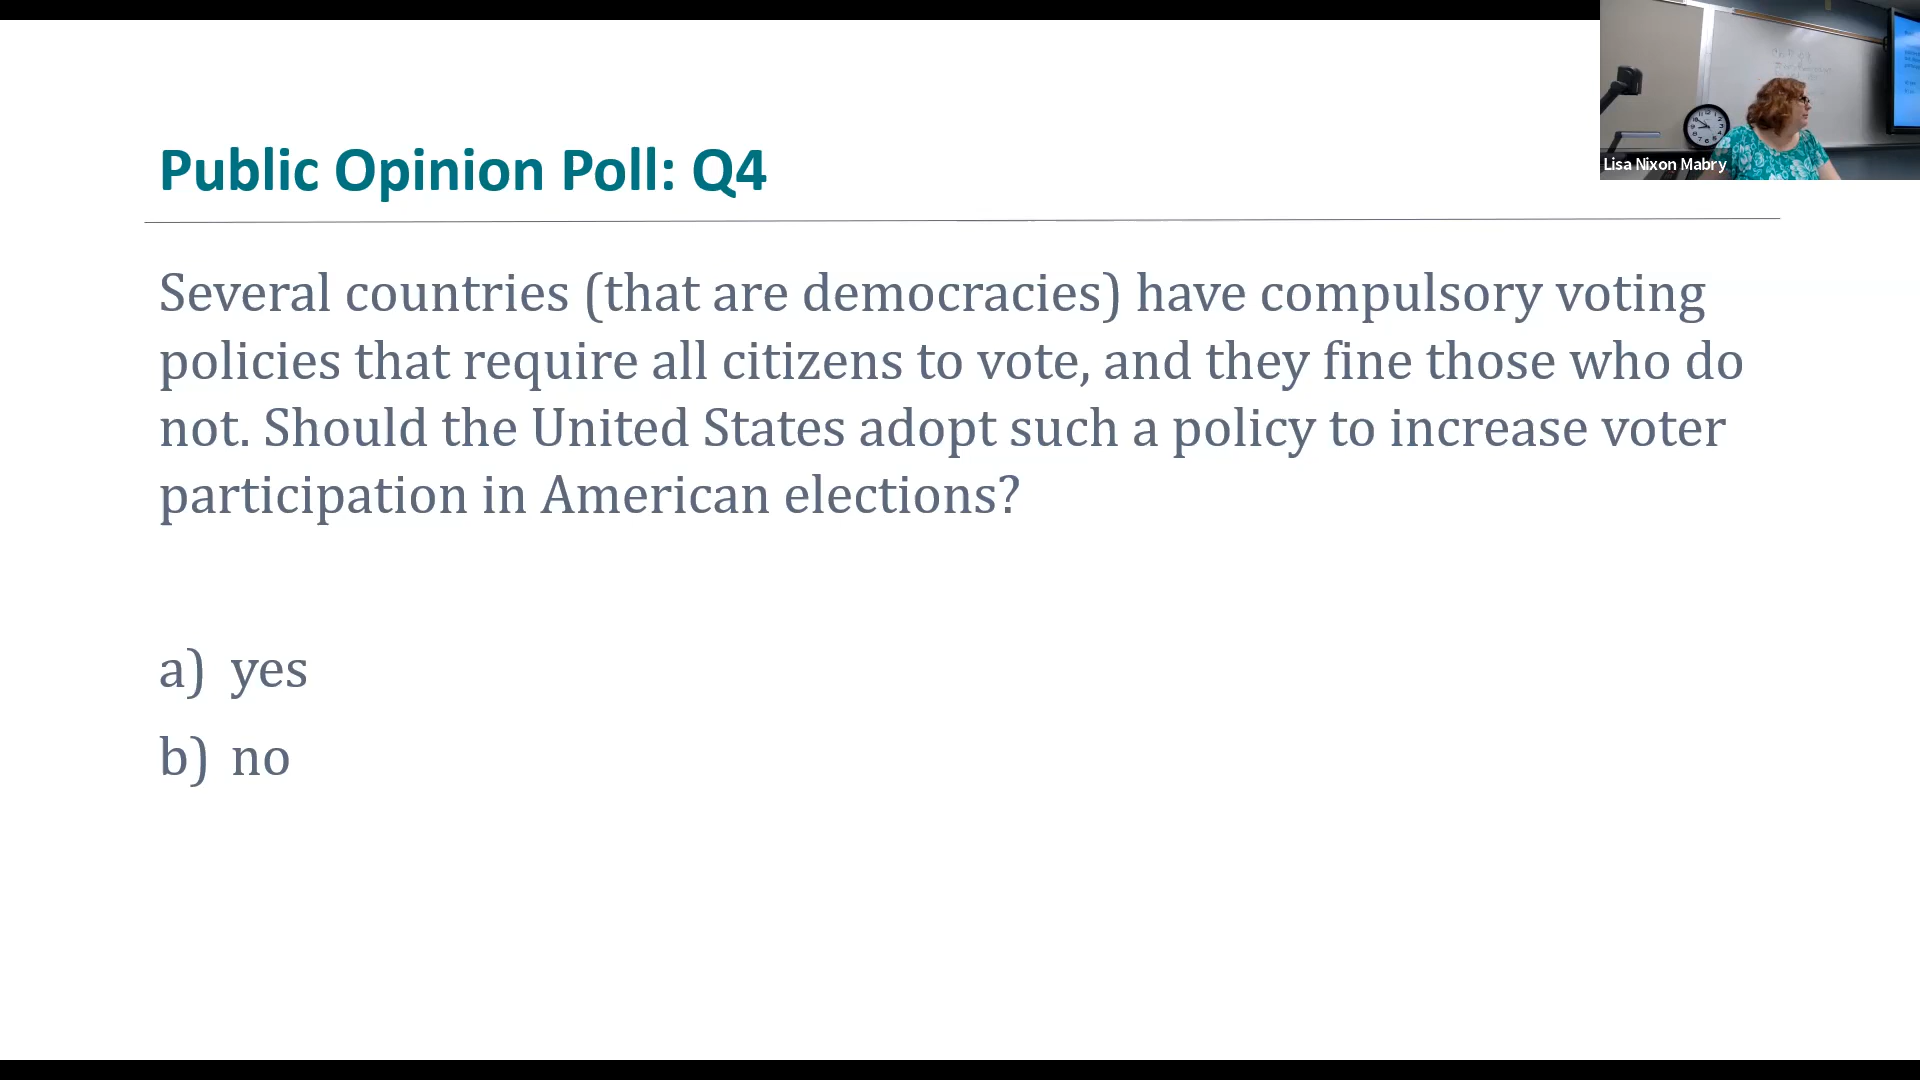 Public Opinion Poll: Q4
Lisa Nixon Mabry
Several countries (that are democracies) have compulsory voting
policies that require all citizens to vote, and they fine those who do
not. Should the United States adopt such a policy to increase voter
participation in American elections?
a) yes
b) no